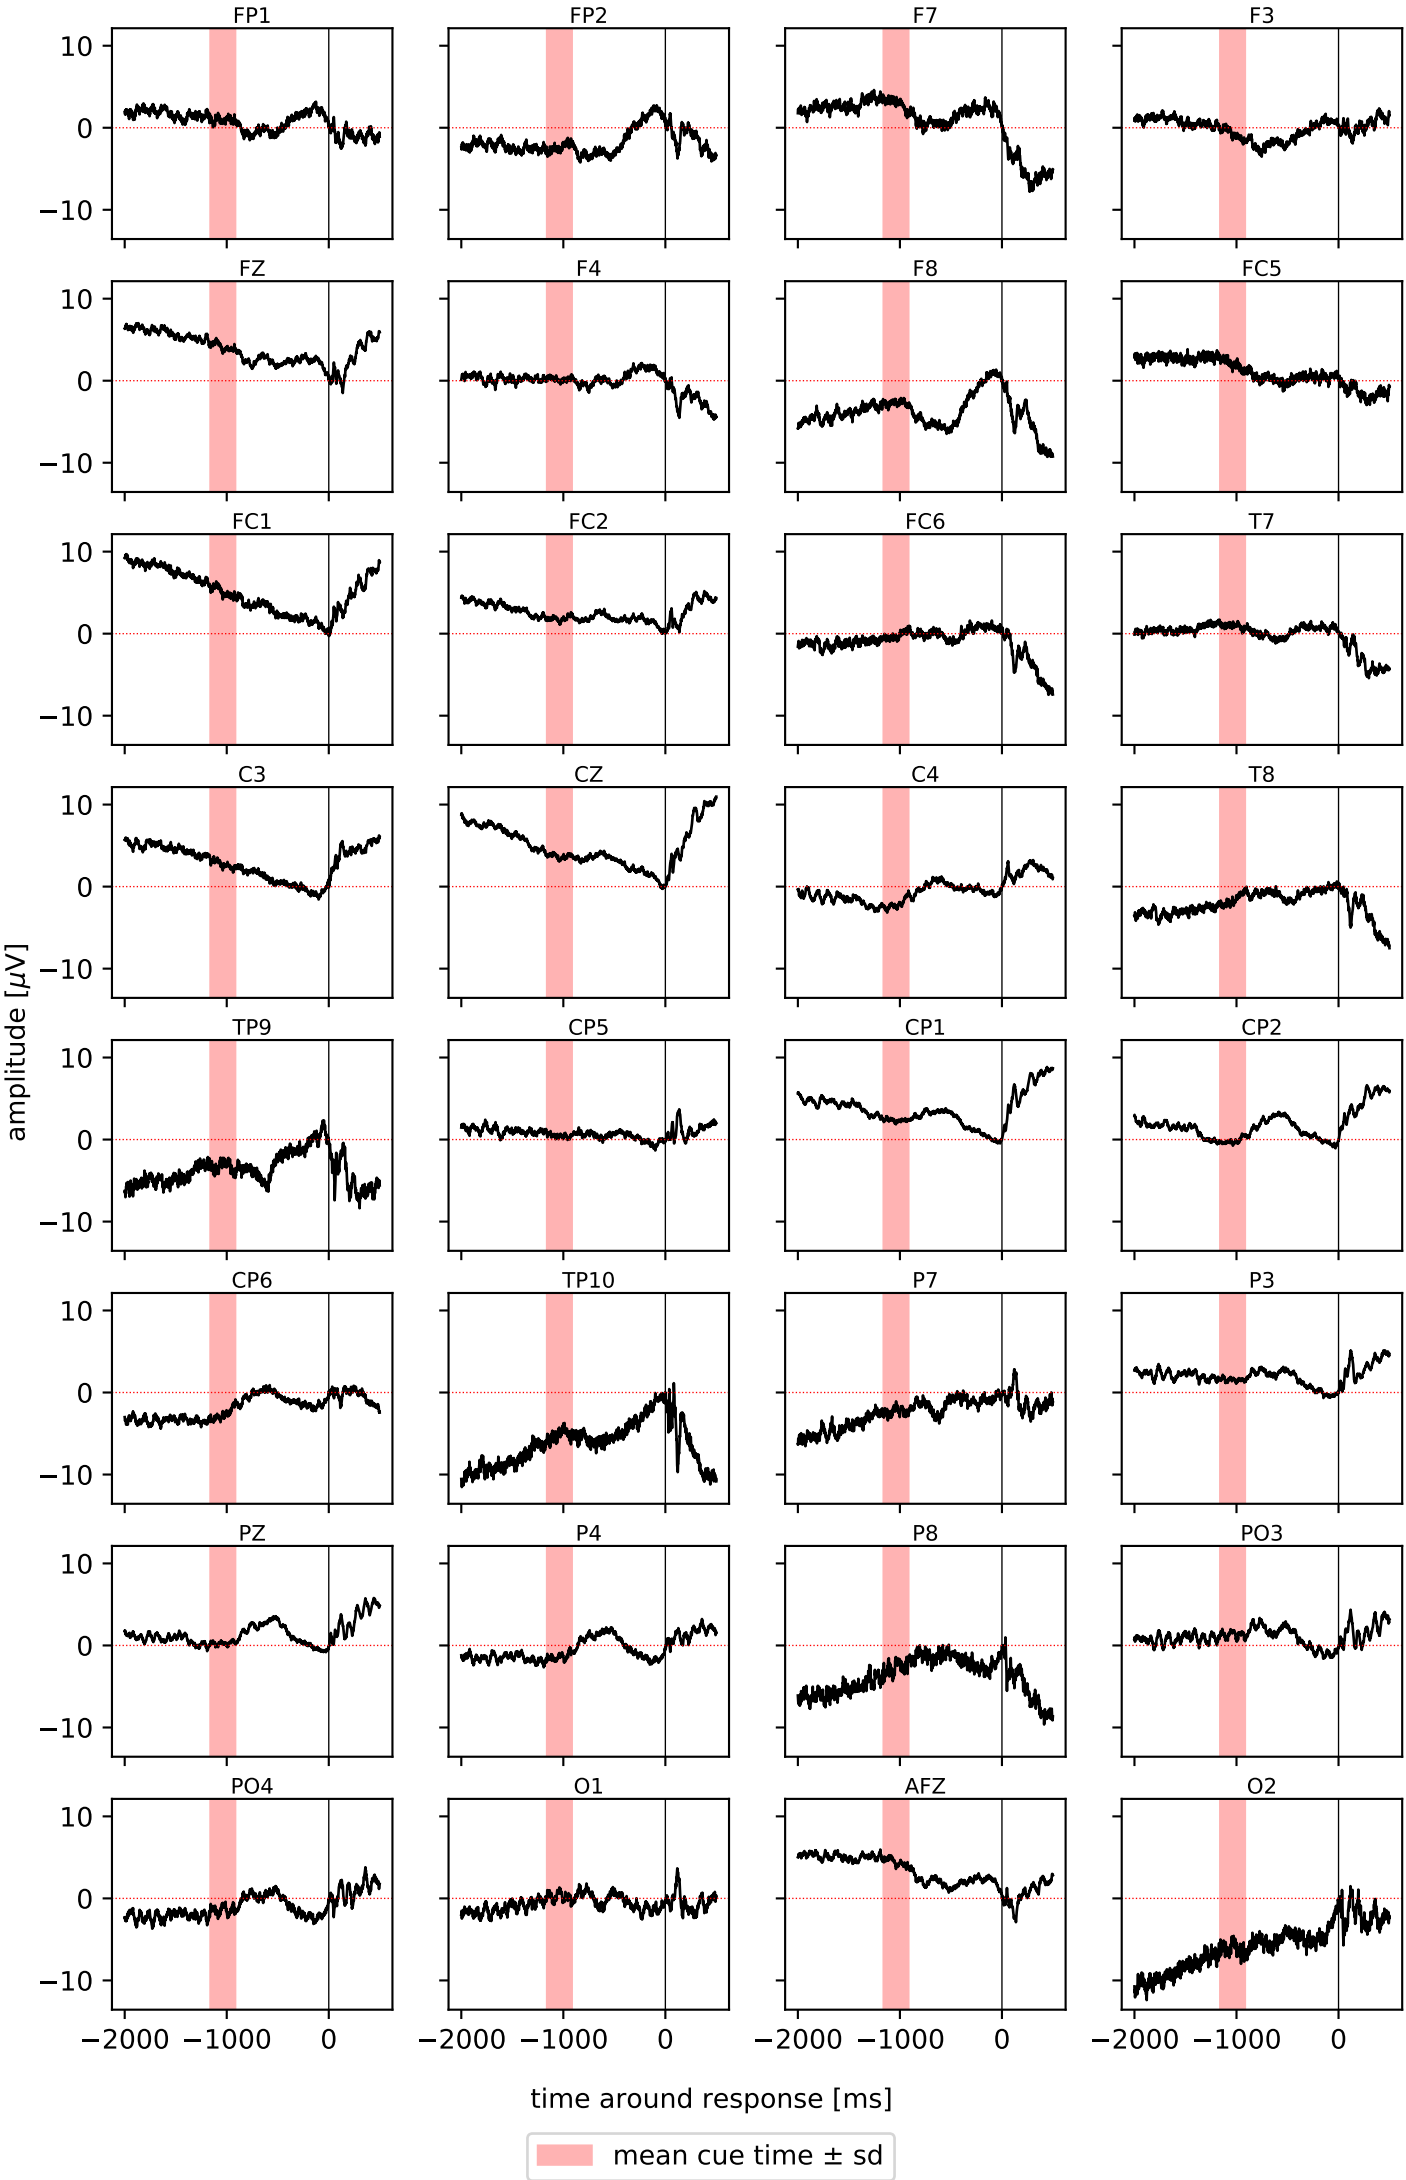 FP1 FP2 F7 F3
10
0
−10
FZ F4 F8 FC5
10
0
−10
FC1 FC2 FC6 T7
10
0
−10
C3 CZ C4 T8
10
0
−10
amplitude [μV]
TP9 CP5 CP1 CP2
10
0
−10
CP6 TP10 P7 P3
10
0
−10
PZ P4 P8 PO3
10
0
−10
PO4 O1 AFZ O2
10
0
−10
−2000 −1000 0 −2000 −1000 0 −2000 −1000 0 −2000 −1000 0
time around response [ms]
mean cue time ± sd